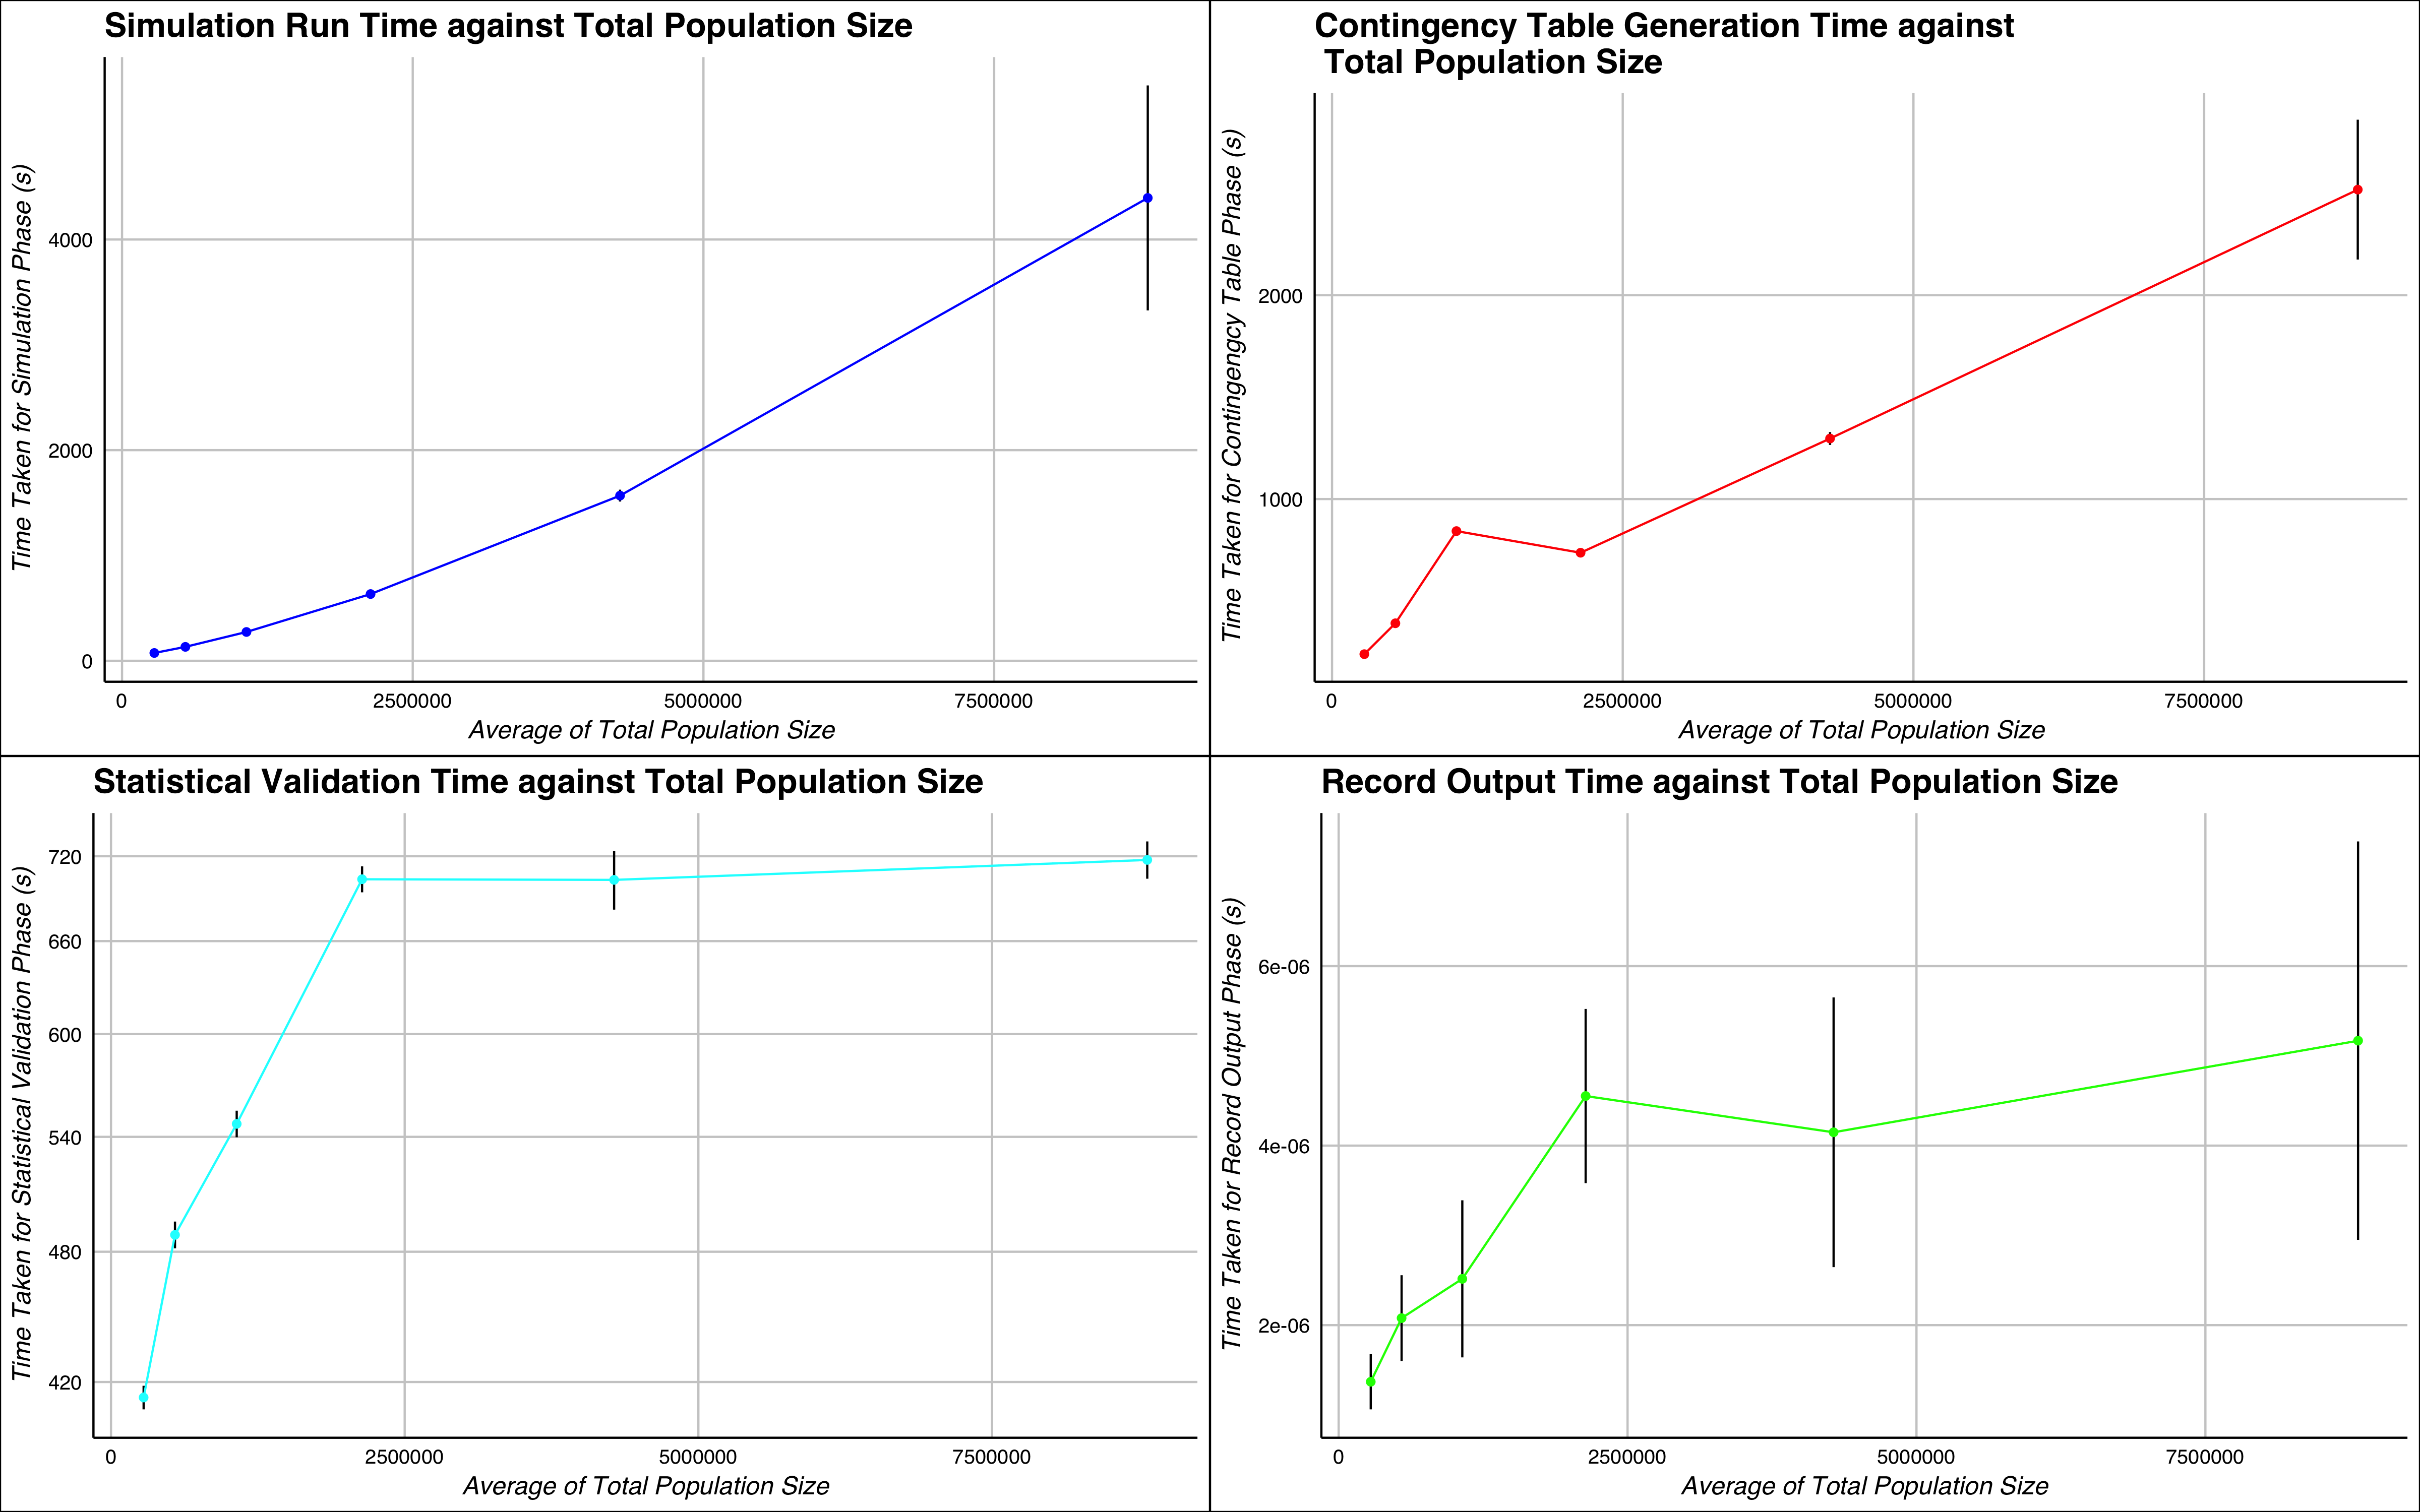 Simulation Run Time against Total Population Size
Time Taken for Simulation Phase (s)
4000
2000
0
0 2500000 5000000 7500000
Average of Total Population Size
Contingency Table Generation Time against
Total Population Size
Time Taken for Contingengcy Table Phase (s)
2000
1000
0 2500000 5000000 7500000
Average of Total Population Size
Statistical Validation Time against Total Population Size
Time Taken for Statistical Validation Phase (s)
720
660
600
540
480
420
0 2500000 5000000 7500000
Average of Total Population Size
Record Output Time against Total Population Size
Time Taken for Record Output Phase (s)
6e-06
4e-06
2e-06
0 2500000 5000000 7500000
Average of Total Population Size